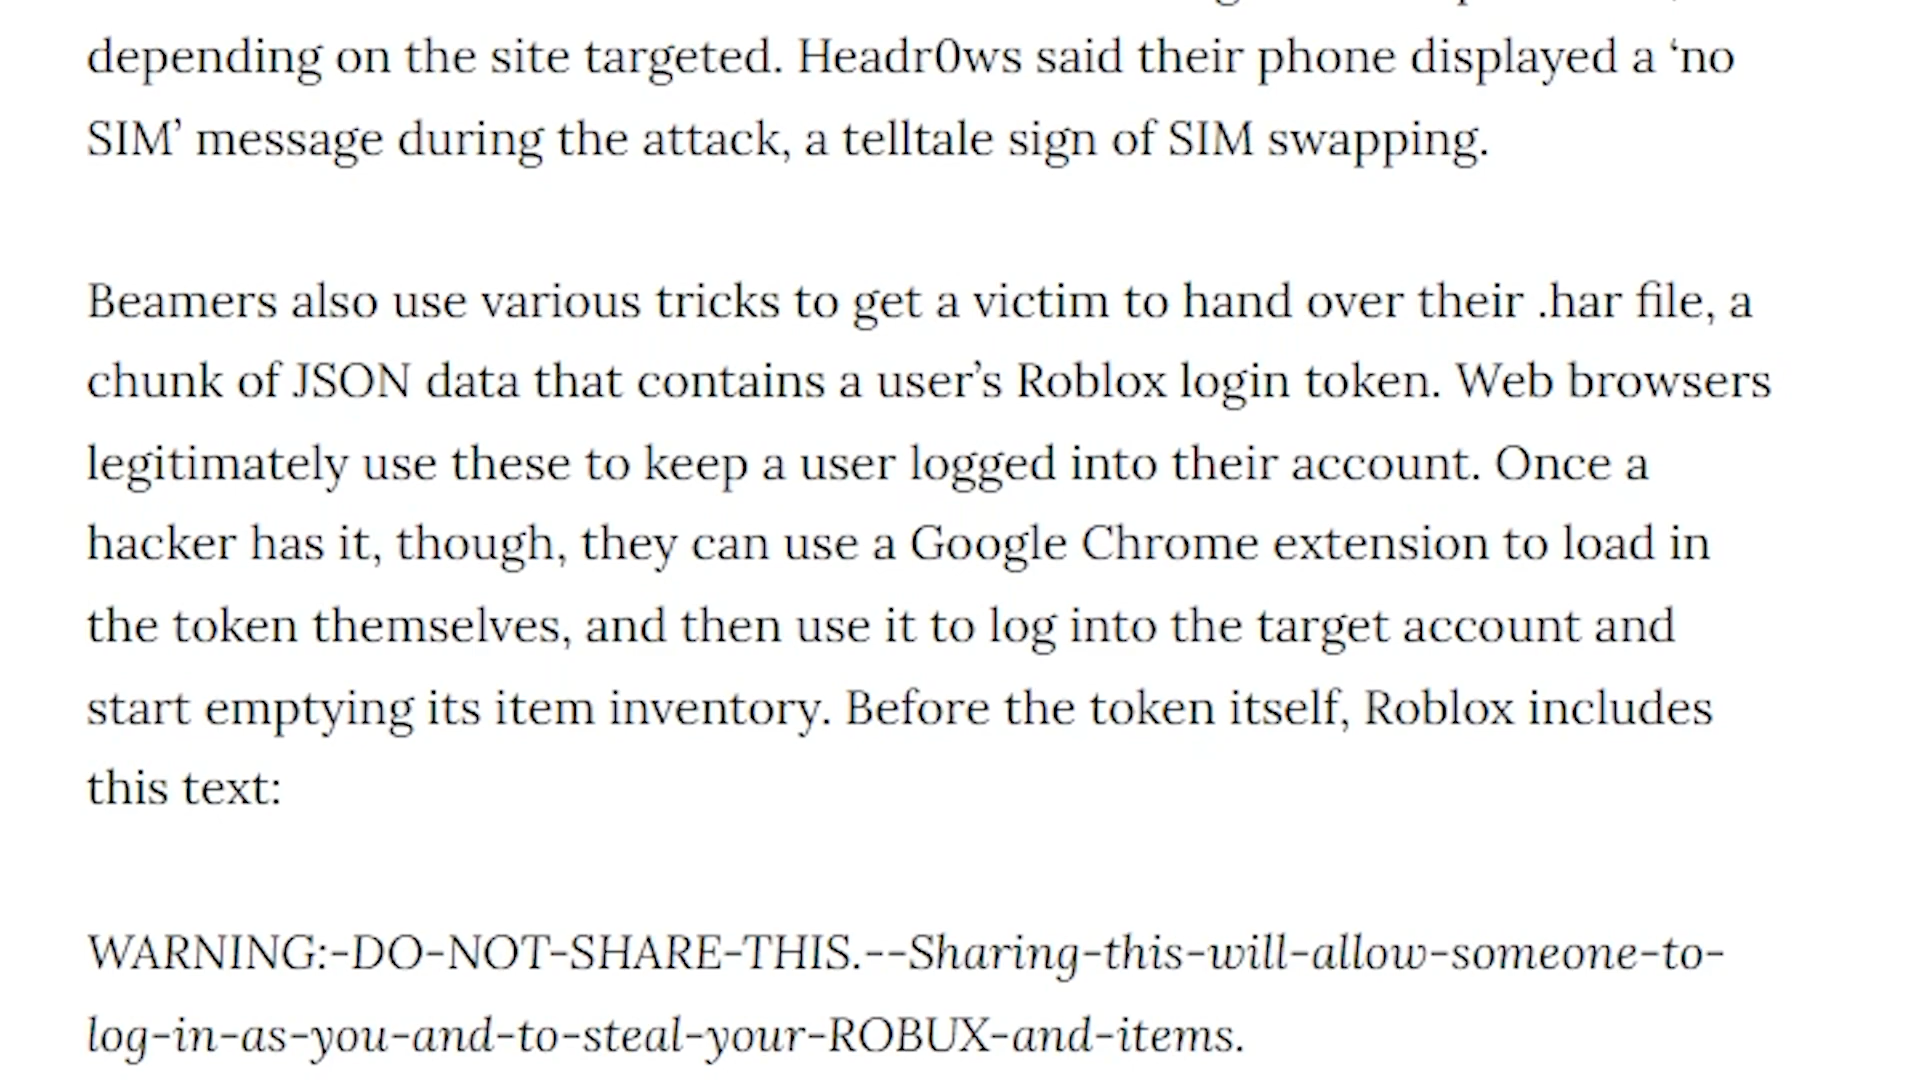 depending on the site targeted. Headr0ws said their phone displayed a ‘no
SIM’ message during the attack, a telltale sign of SIM swapping.
Beamers also use various tricks to get a victim to hand over their .har file, a
chunk of JSON data that contains a user’s Roblox login token. Web browsers
legitimately use these to keep a user logged into their account. Once a
hacker has it, though, they can use a Google Chrome extension to load in
the token themselves, and then use it to log into the target account and
start emptying its item inventory. Before the token itself, Roblox includes
this text:
WARNING:-DO-NOT-SHARE-THIS.--Sharing-this-will-allow-someone-to-
log-in-as-you-and-to-steal-your-ROBUX-and-items.